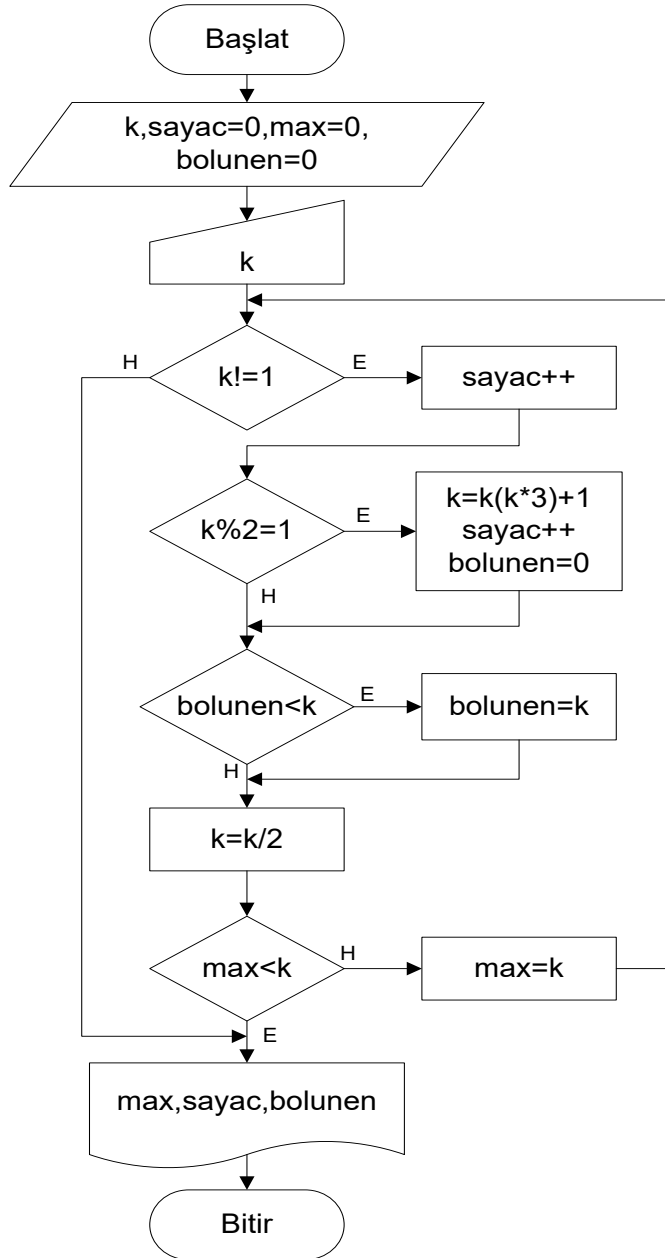 Başlat
k,sayac=0,max=0,
bolunen=0
k
H
k!=1
E
sayac++
k%2=1
E
k=k(k*3)+1
sayac++
bolunen=0
H
bolunen<k
E
bolunen=k
H
k=k/2
max<k
H
max=k
E
max,sayac,bolunen
Bitir